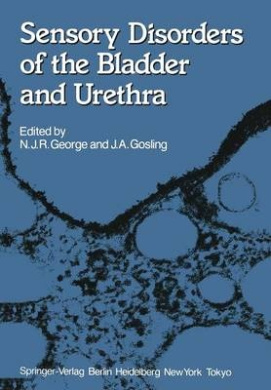 Sensory Disorders
of the Bladder
and Urethra
Edited by
N.J.R. George and J.A. Gosling
Springer-Verlag Berlin Heidelberg New York Tokyo